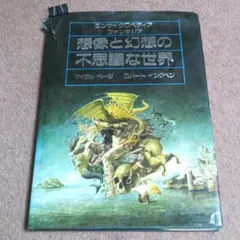 エンサイクロペディア
ファンタジア
想像と幻想の
不思議な世界
マイケル・ページ ロバート・イングペン